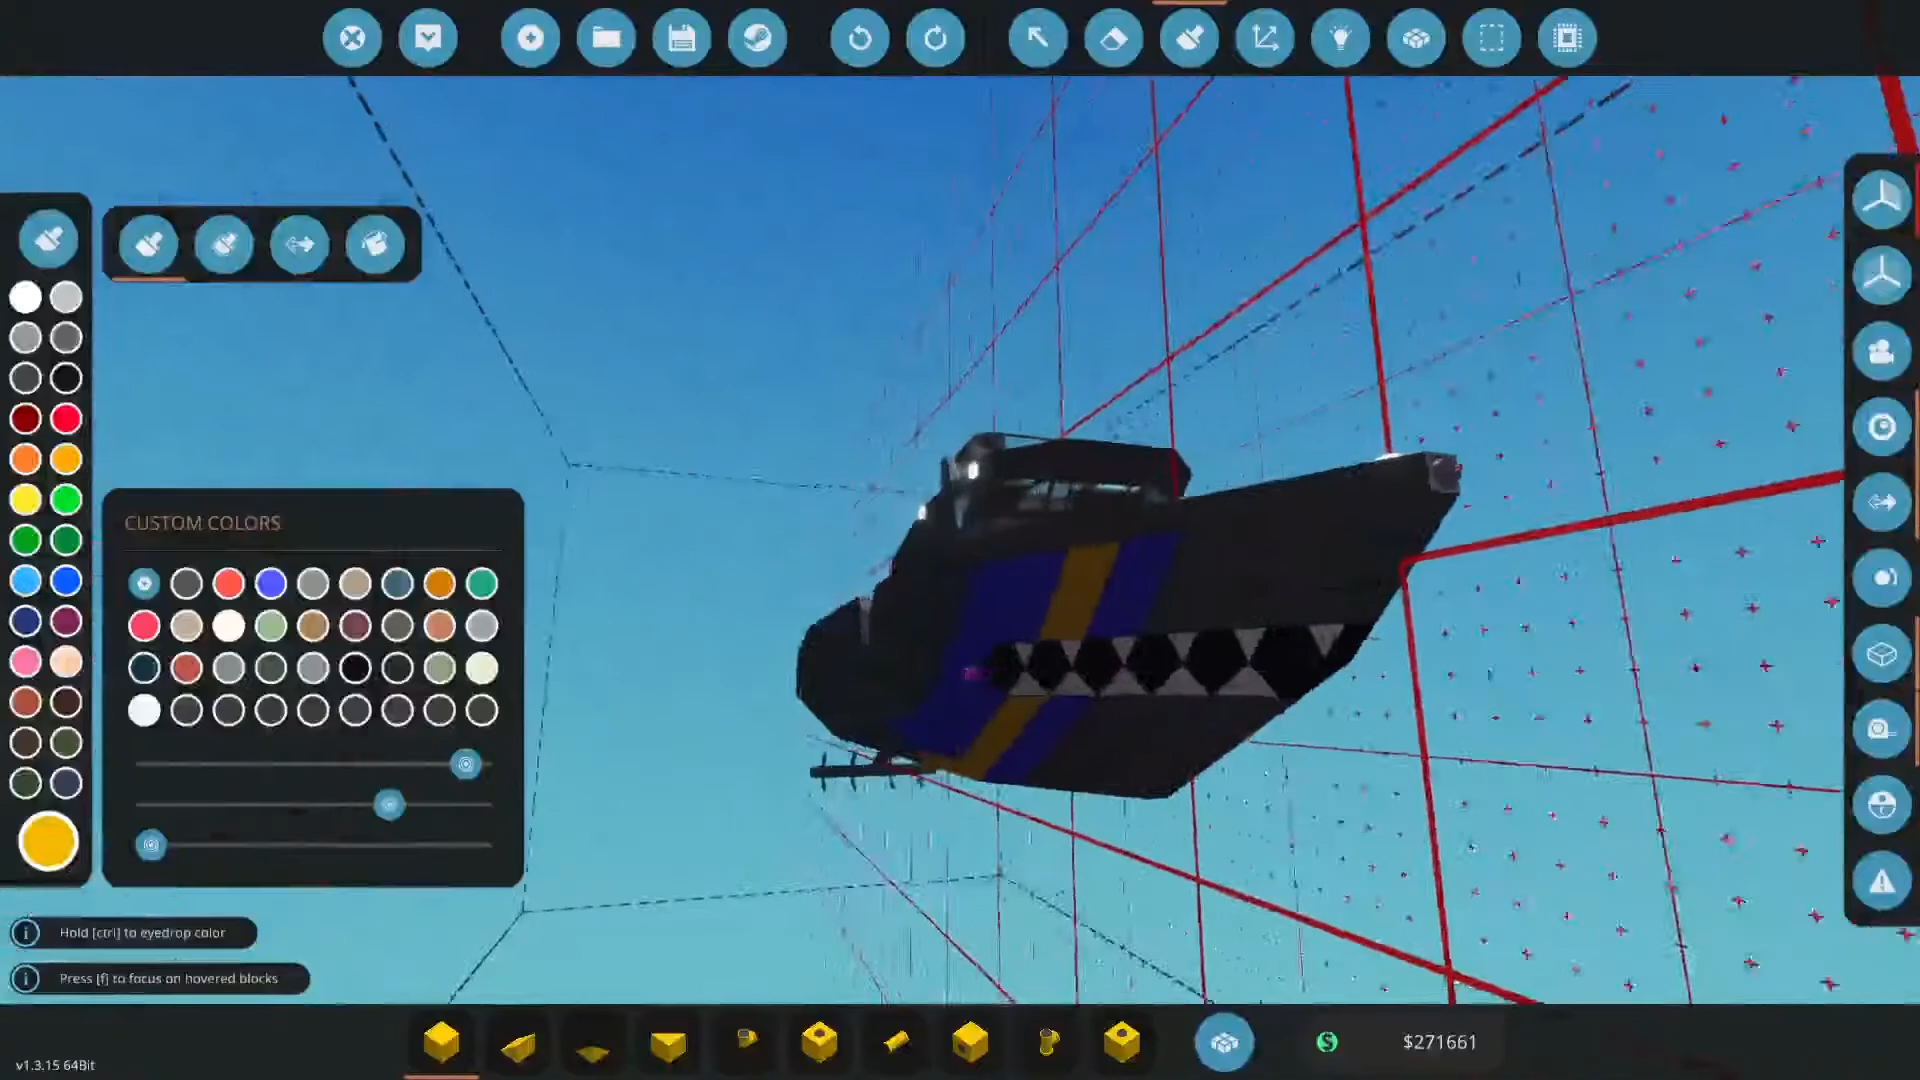 CUSTOM COLORS
Hold [ctrl] to eyedrop color
Press [f] to focus on hovered blocks
$271661
v1.3.15 64Bit